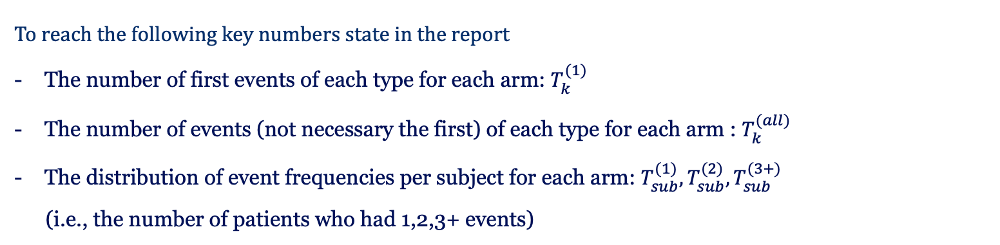 To reach the following key numbers state in the report
- The number of first events of each type for each arm: T_k^{(1)}
- The number of events (not necessary the first) of each type for each arm : T_k^{(all)}
- The distribution of event frequencies per subject for each arm: T_{sub}^{(1)}, T_{sub}^{(2)}, T_{sub}^{(3+)}
(i.e., the number of patients who had 1,2,3+ events)